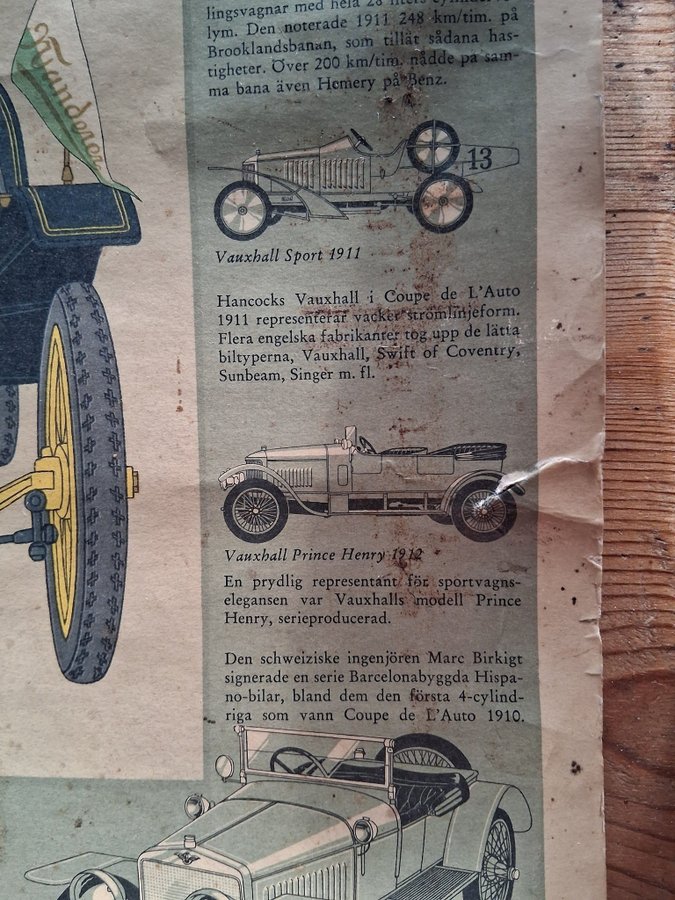 Wanderer
lingsvagnar med hela 28 liters
lym. Den noterade 1911 248 km/tim. på
Brooklandsbanan, som tillät sådana has-
tigheter. Över 200 km/tim. nådde på sam-
ma bana även Hemery på Benz.
13
Vauxhall Sport 1911
Hancocks Vauxhall i Coupe de L'Auto
1911 representerar vacker strömlinjeform.
Flera engelska fabrikanter tog upp de lätta
biltyperna, Vauxhall, Swift of Coventry,
Sunbeam, Singer m. fl.
Vauxhall Prince Henry 1912
En prydlig representant för sportvagns-
elegansen var Vauxhalls modell Prince
Henry, serieproducerad.
Den schweiziske ingenjören Marc Birkigt
signerade en serie Barcelonabyggda Hispa-
no-bilar, bland dem den första 4-cylind-
riga som vann Coupe de L'Auto 1910.